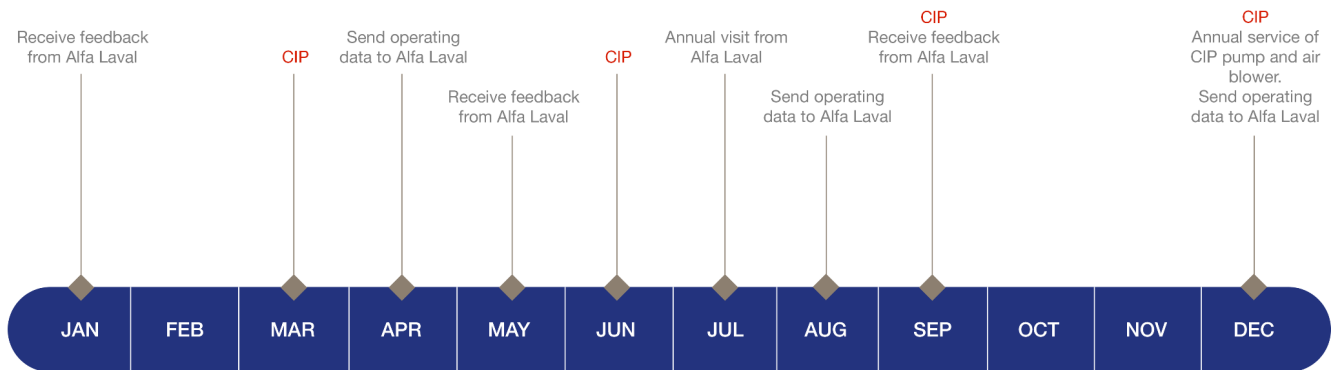 Receive feedback
from Alfa Laval
CIP
Send operating
data to Alfa Laval
Receive feedback
from Alfa Laval
CIP
Annual visit from
Alfa Laval
Send operating
data to Alfa Laval
CIP
Receive feedback
from Alfa Laval
CIP
Annual service of
CIP pump and air
blower.
Send operating
data to Alfa Laval
JAN
FEB
MAR
APR
MAY
JUN
JUL
AUG
SEP
OCT
NOV
DEC